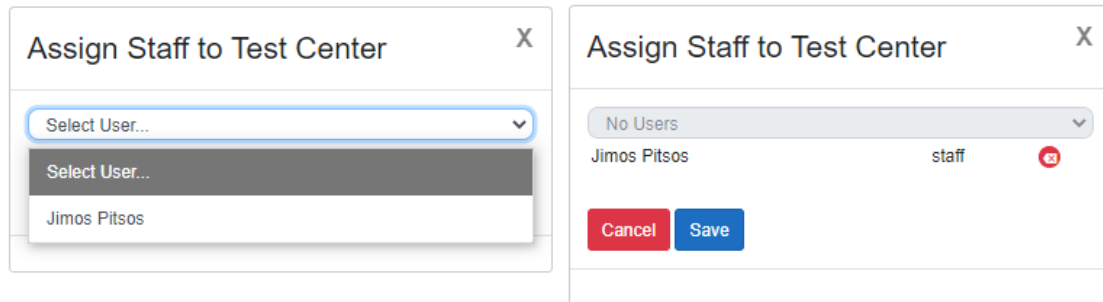 Assign Staff to Test Center X
Select User...
Select User...
Jimos Pitsos
Assign Staff to Test Center X
No Users
Jimos Pitsos staff
Cancel Save